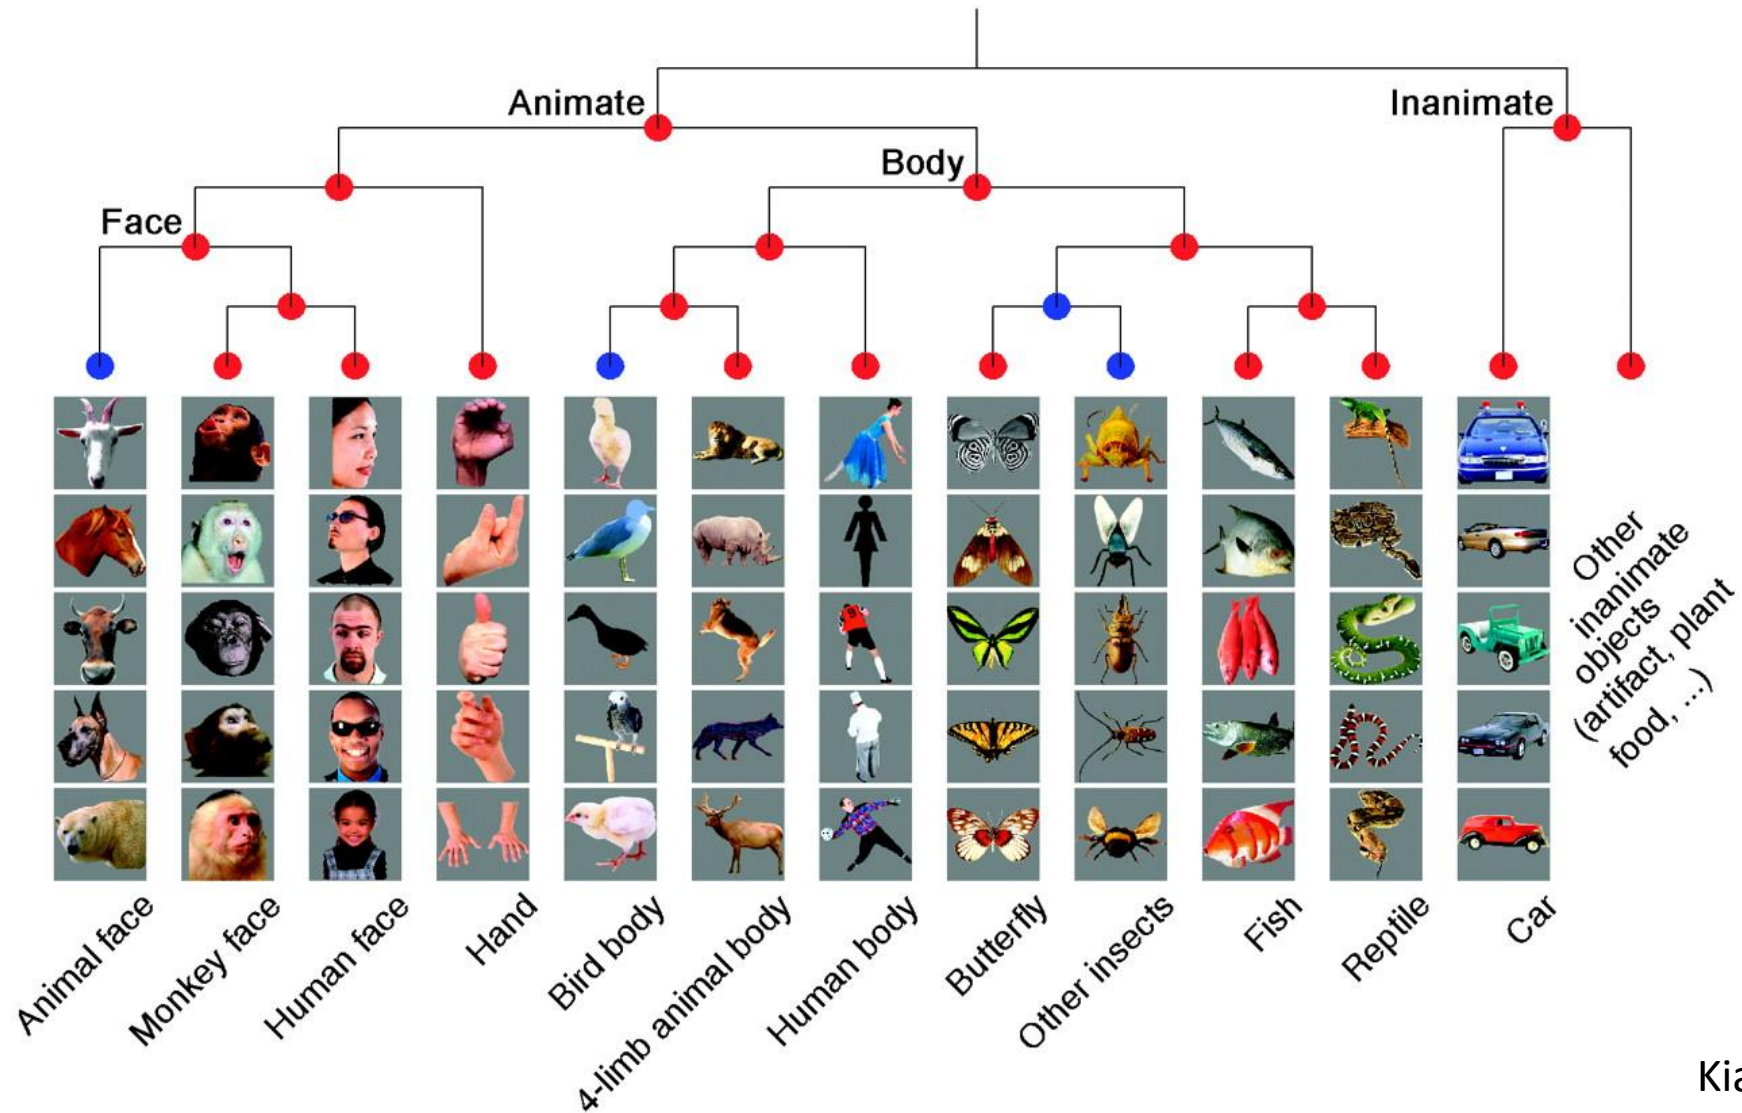 Animate
Inanimate
Body
Face
Other
inanimate
objects
(artifact, plant
food, ...)
Animal face
Monkey face
Human face
Hand
Bird body
4-limb animal body
Human body
Butterfly
Other insects
Fish
Reptile
Car
Kia